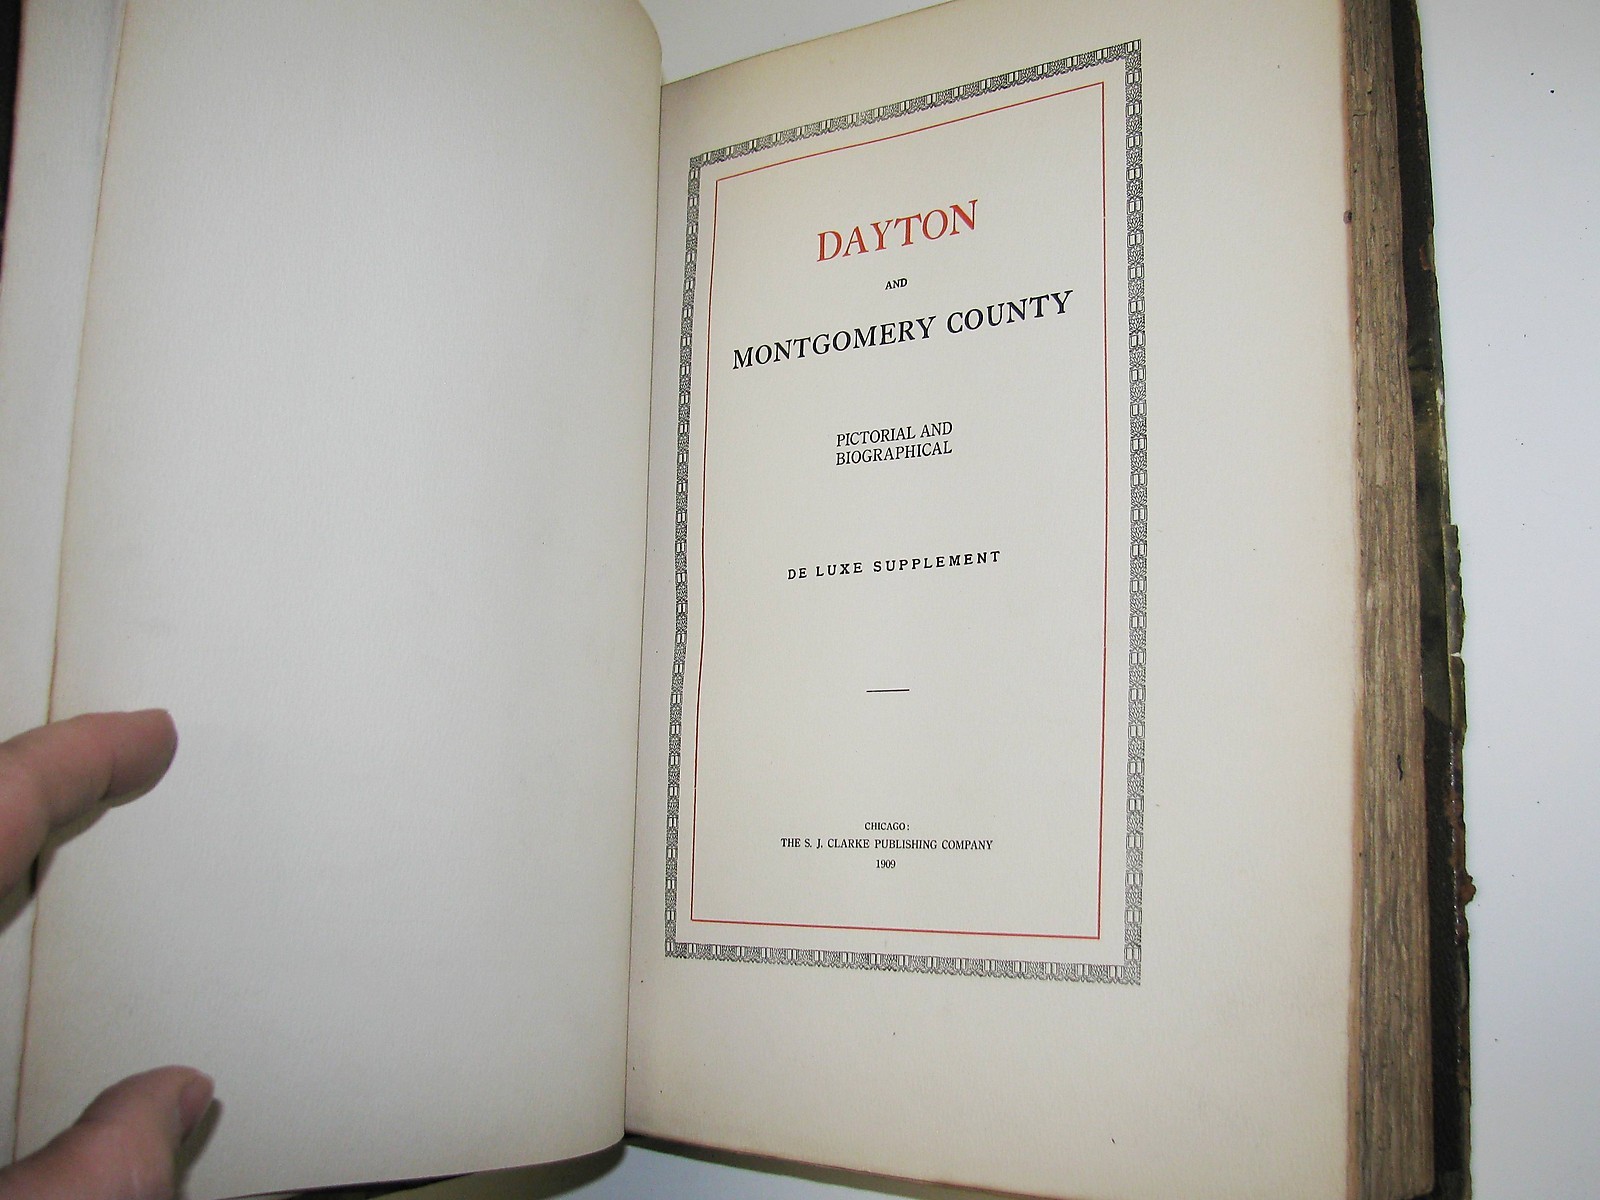 DAYTON
AND
MONTGOMERY COUNTY
PICTORIAL AND
BIOGRAPHICAL
DE LUXE SUPPLEMENT
CHICAGO:
THE S. J. CLARKE PUBLISHING COMPANY
1909